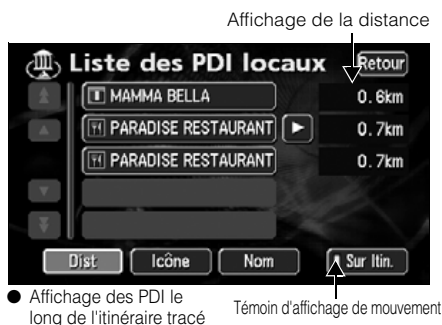 Affichage de la distance
Liste des PDI locaux
Retour
MAMMA BELLA
0.6km
PARADISE RESTAURANT
0.7km
PARADISE RESTAURANT
0.7km
Dist
Icône
Nom
Sur Itin.
● Affichage des PDI le
long de l'itinéraire tracé
Témoin d'affichage de mouvement